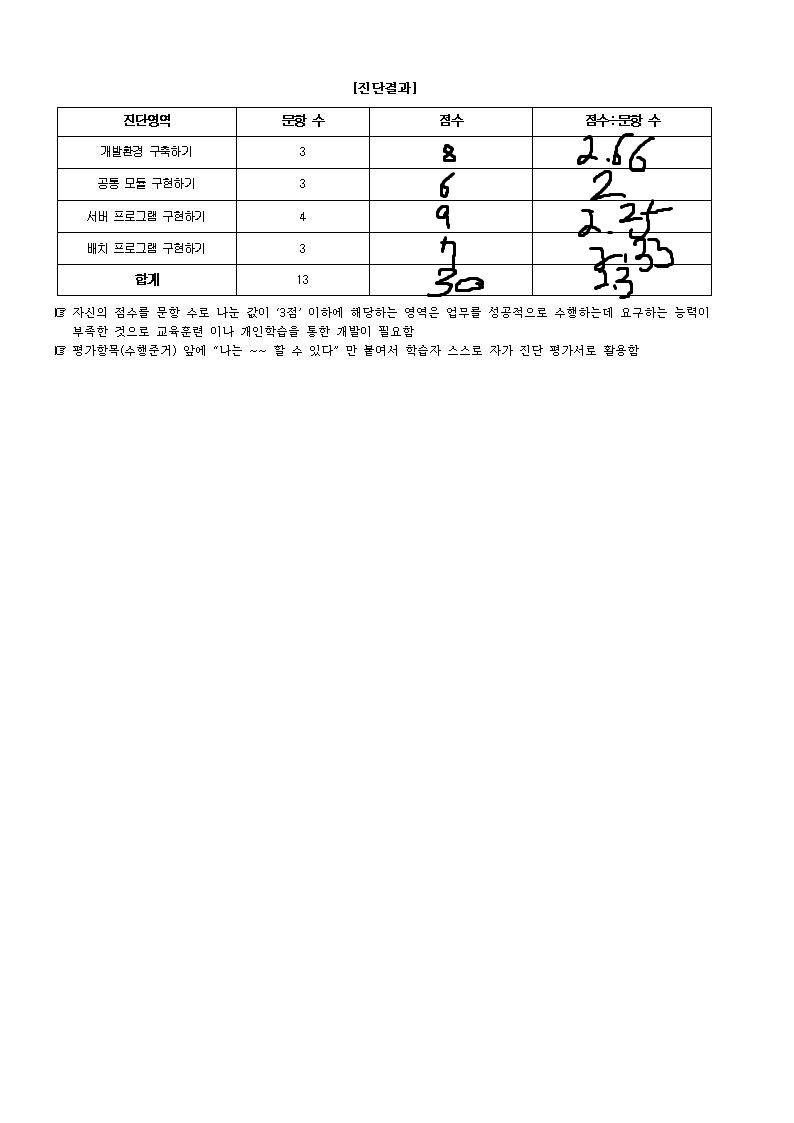 [진단결과]
진단영역 문항 수 점수 점수÷문항 수
개발환경 구축하기 3 8 2.66
공통 모듈 구현하기 3 6 2
서버 프로그램 구현하기 4 9 2.25
배치 프로그램 구현하기 3 7 2.33
합계 13 30 2.3
☞ 자신의 점수를 문항 수로 나눈 값이 ‘3점’ 이하에 해당하는 영역은 업무를 성공적으로 수행하는데 요구하는 능력이
부족한 것으로 교육훈련 이나 개인학습을 통한 개발이 필요함
☞ 평가항목(수행준거) 앞에 “나는 ~~ 할 수 있다” 만 붙여서 학습자 스스로 자가 진단 평가서로 활용함